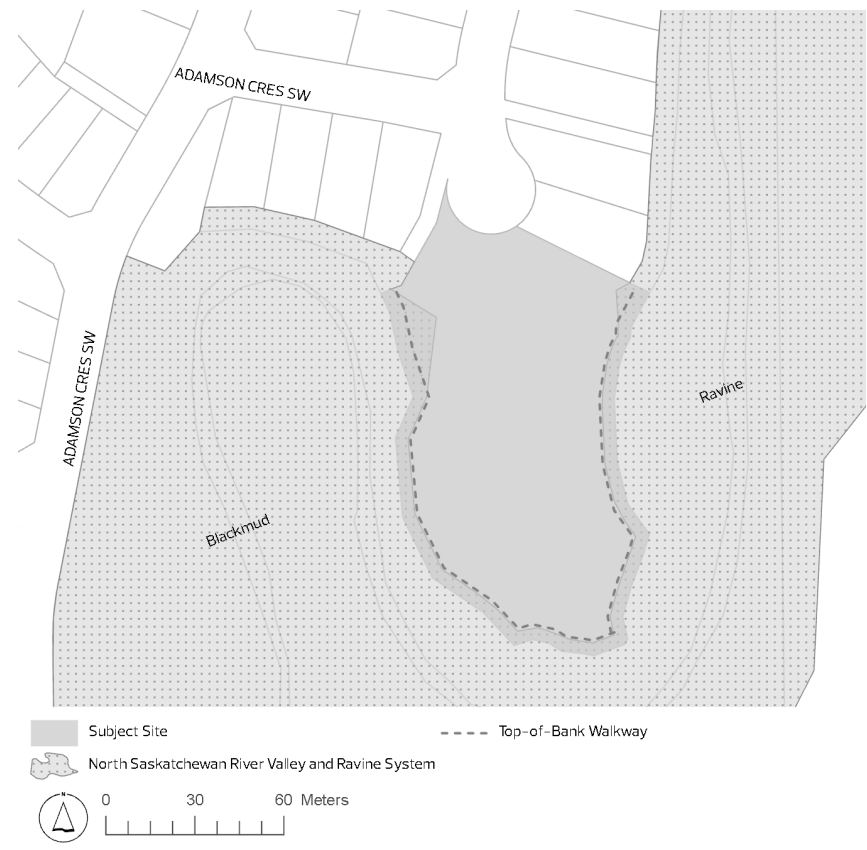 ADAMSON CRES SW
ADAMSON CRES SW
Ravine
Blackmud
Subject Site
Top-of-Bank Walkway
North Saskatchewan River Valley and Ravine System
N
0 30 60 Meters